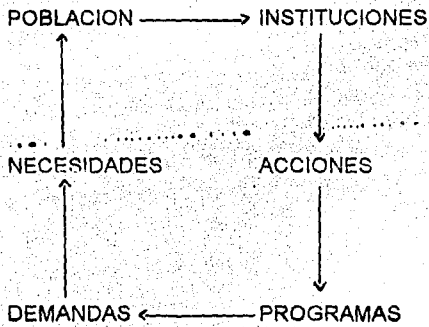 POBLACION INSTITUCIONES
NECESIDADES ACCIONES
DEMANDAS PROGRAMAS